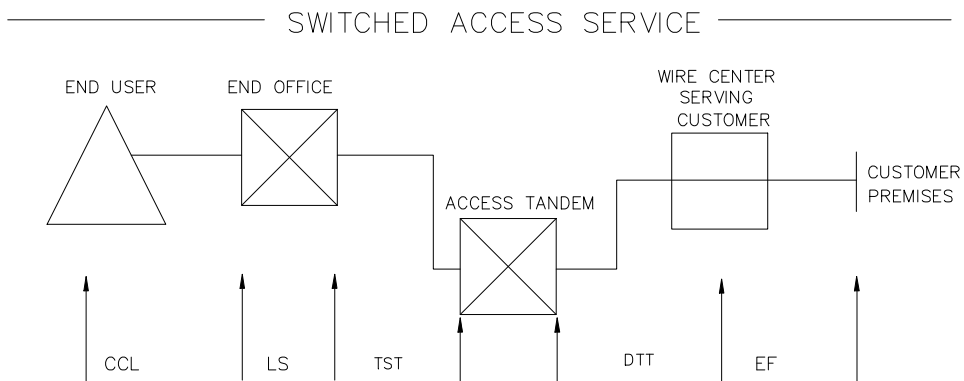 SWITCHED ACCESS SERVICE
END USER
END OFFICE
WIRE CENTER
SERVING
CUSTOMER
ACCESS TANDEM
CUSTOMER
PREMISES
CCL
LS
TST
DTT
EF